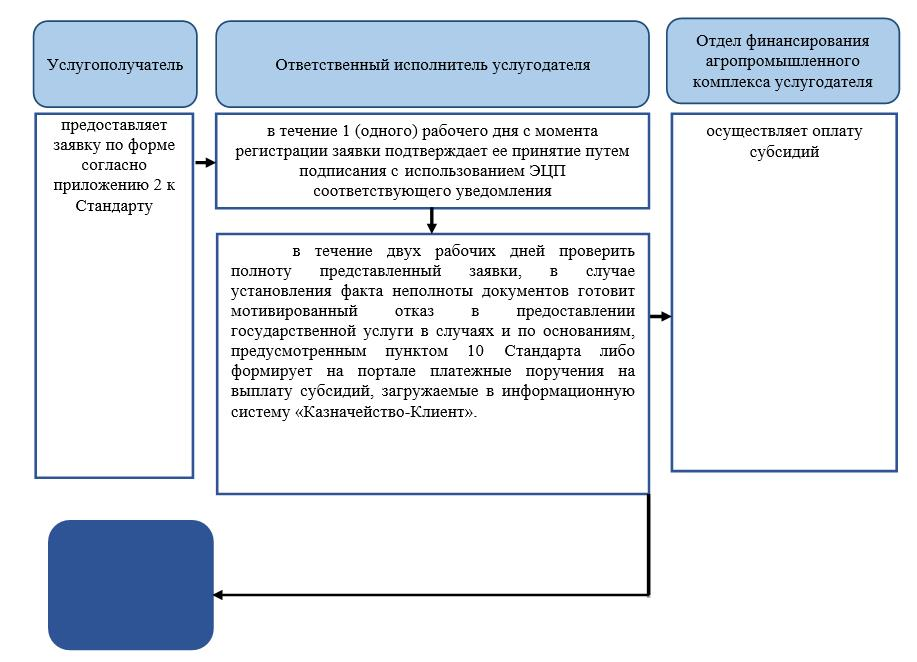 Услугополучатель
Ответственный исполнитель услугодателя
Отдел финансирования
агропромышленного
комплекса услугодателя
предоставляет
заявку по форме
согласно
приложению 2 к
Стандарту
в течение 1 (одного) рабочего дня с момента
регистрации заявки подтверждает ее принятие путем
подписания с использованием ЭЦП
соответствующего уведомления
в течение двух рабочих дней проверить
полноту представленный заявки, в случае
установления факта неполноты документов готовит
мотивированный отказ в предоставлении
государственной услуги в случаях и по основаниям,
предусмотренным пунктом 10 Стандарта либо
формирует на портале платежные поручения на
выплату субсидий, загружаемые в информационную
систему «Казначейство-Клиент».
осуществляет оплату
субсидий